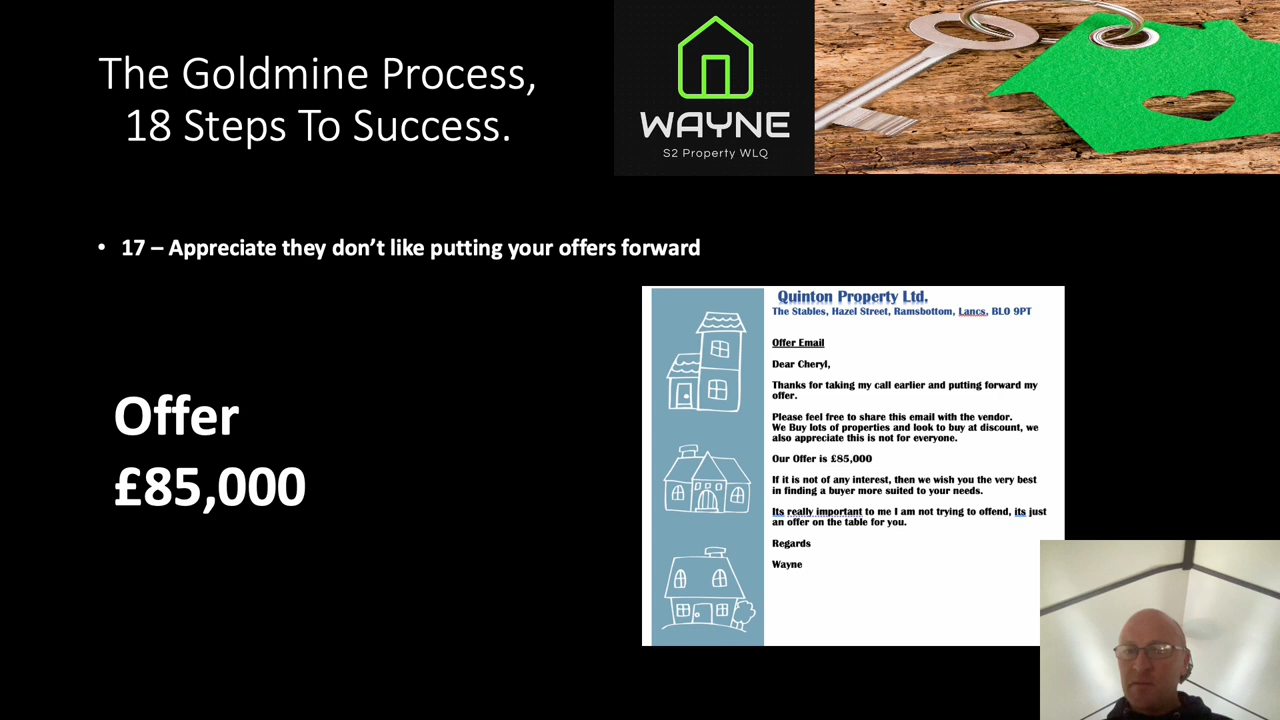 The Goldmine Process,
18 Steps To Success.
WAYNE
S2 Property WLQ
• 17 – Appreciate they don’t like putting your offers forward
Offer
£85,000
Quinton Property Ltd.
The Stables, Hazel Street, Ramsbottom, Lancs, BL0 9PT
Offer Email
Dear Cheryl,
Thanks for taking my call earlier and putting forward my
offer.
Please feel free to share this email with the vendor.
We Buy lots of properties and look to buy at discount, we
also appreciate this is not for everyone.
Our Offer is £85,000
If it is not of any interest, then we wish you the very best
in finding a buyer more suited to your needs.
Its really important to me I am not trying to offend, its just
an offer on the table for you.
Regards
Wayne